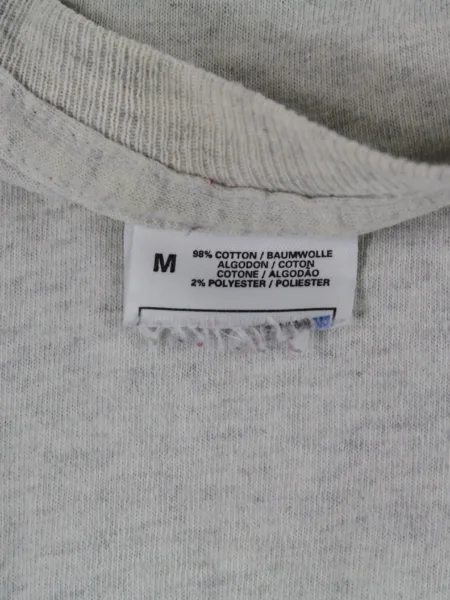 M
98% COTTON / BAUMWOLLE
ALGODON / COTON
COTONE / ALGODÃO
2% POLYESTER / POLIESTER